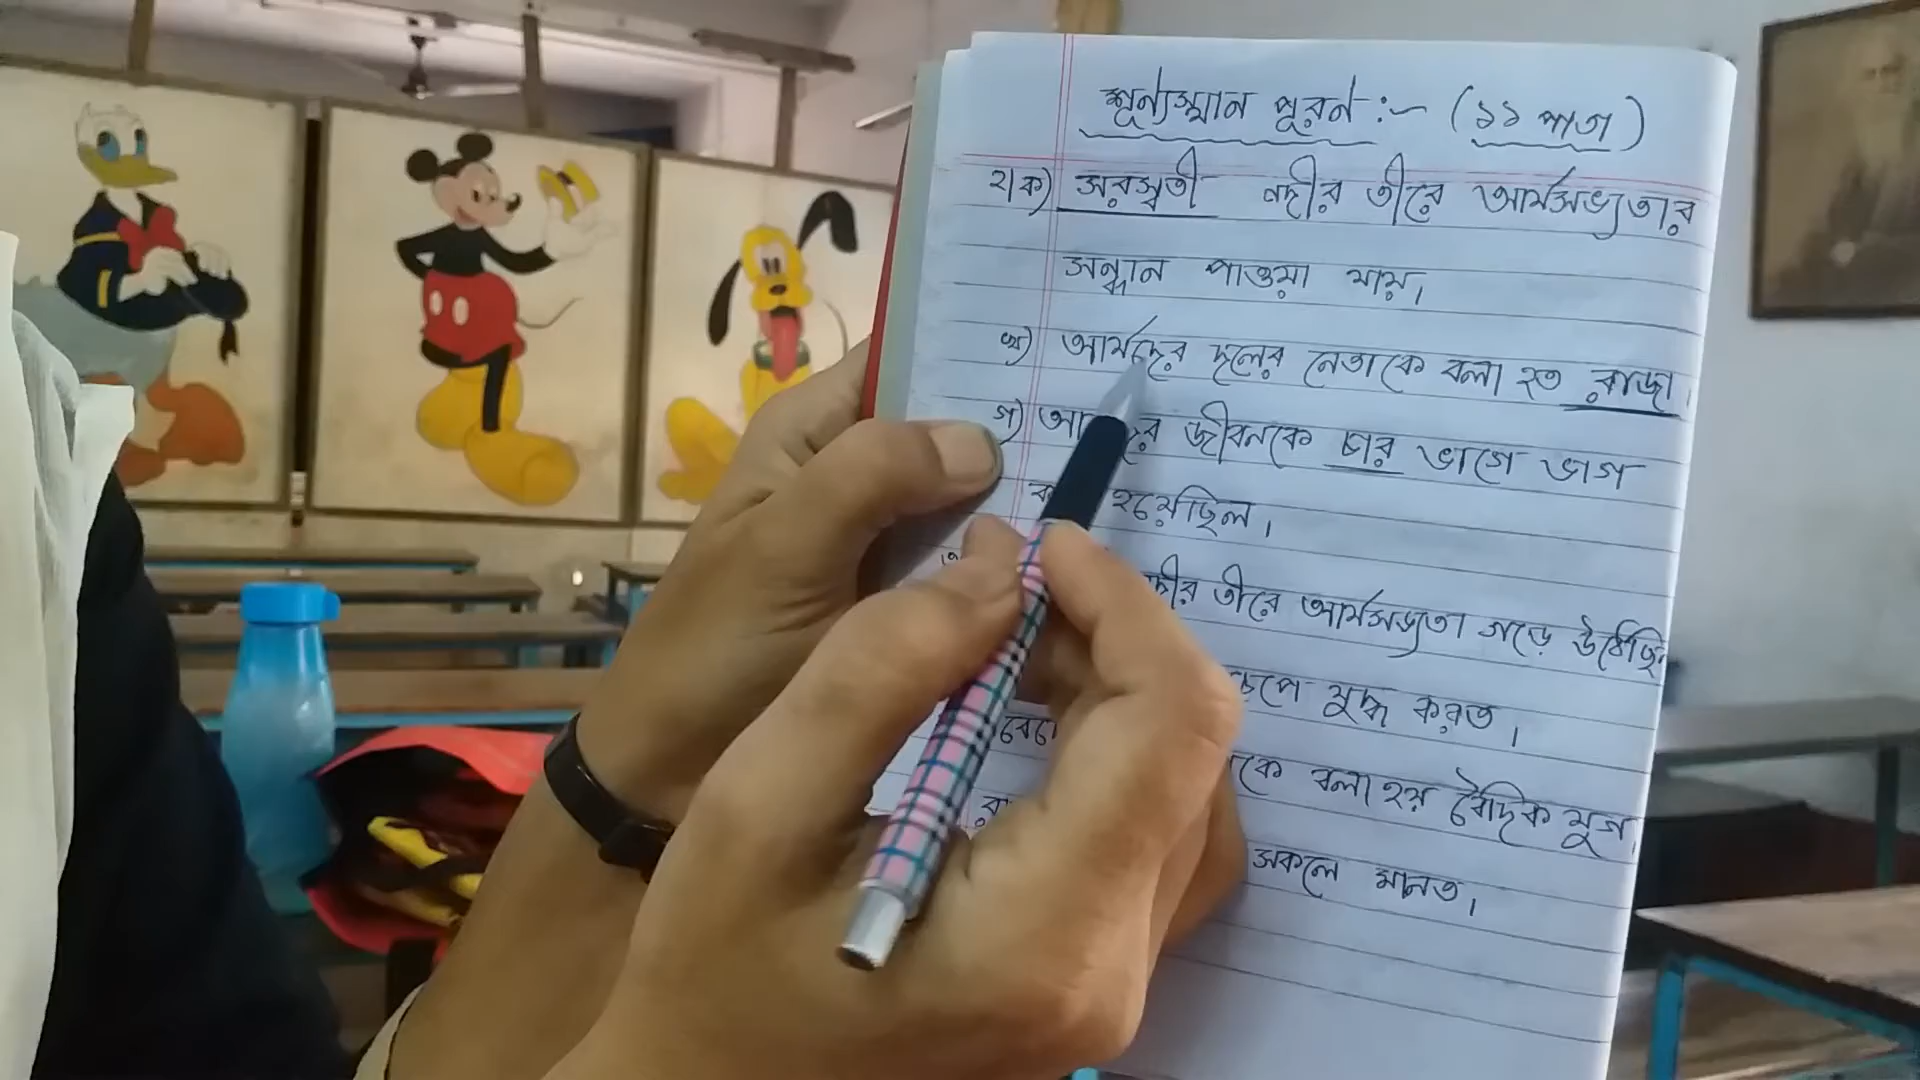 শূন্যস্থান পূরন :- (১১ পাতা)
২।ক) সরস্বতী নদীর তীরে আর্যসভ্যতার
সন্ধান পাওয়া যায়।
খ) আর্যদের দলের নেতাকে বলা হত রাজা।
গ) জীবনকে চার ভাগে ভাগ
হয়েছিল।
তীরে আর্যসভ্যতা গড়ে উঠেছিল
চেপে যুদ্ধ করত।
বলা হয় বৈদিক যুগ।
সকলে মানত।